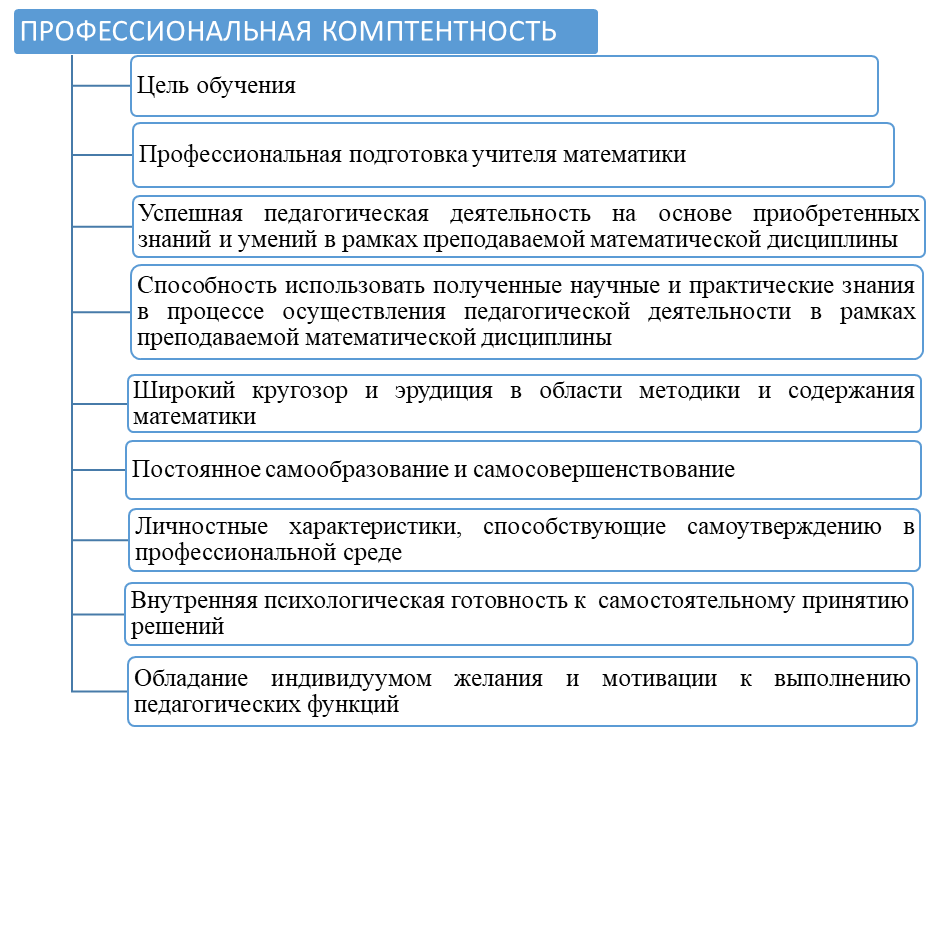 ПРОФЕССИОНАЛЬНАЯ КОМПТЕНТНОСТЬ
Цель обучения
Профессиональная подготовка учителя математики
Успешная педагогическая деятельность на основе приобретенных
знаний и умений в рамках преподаваемой математической дисциплины
Способность использовать полученные научные и практические знания
в процессе осуществления педагогической деятельности в рамках
преподаваемой математической дисциплины
Широкий кругозор и эрудиция в области методики и содержания
математики
Постоянное самообразование и самосовершенствование
Личностные характеристики, способствующие самоутверждению в
профессиональной среде
Внутренняя психологическая готовность к самостоятельному принятию
решений
Обладание индивидуумом желания и мотивации к выполнению
педагогических функций